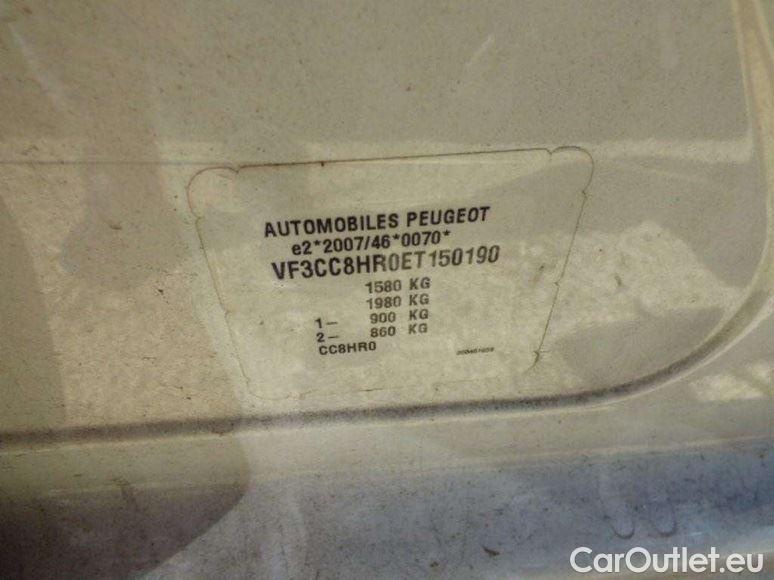 AUTOMOBILES PEUGEOT
e2*2007/46*0070*
VF3CC8HR0ET150190
1580 KG
1980 KG
1- 900 KG
2- 860 KG
CC8HR0
CarOutlet.eu